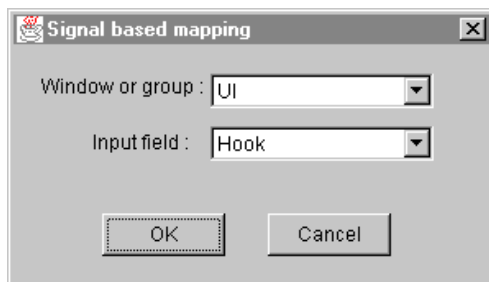 Signal based mapping
Window or group : UI
Input field : Hook
OK Cancel